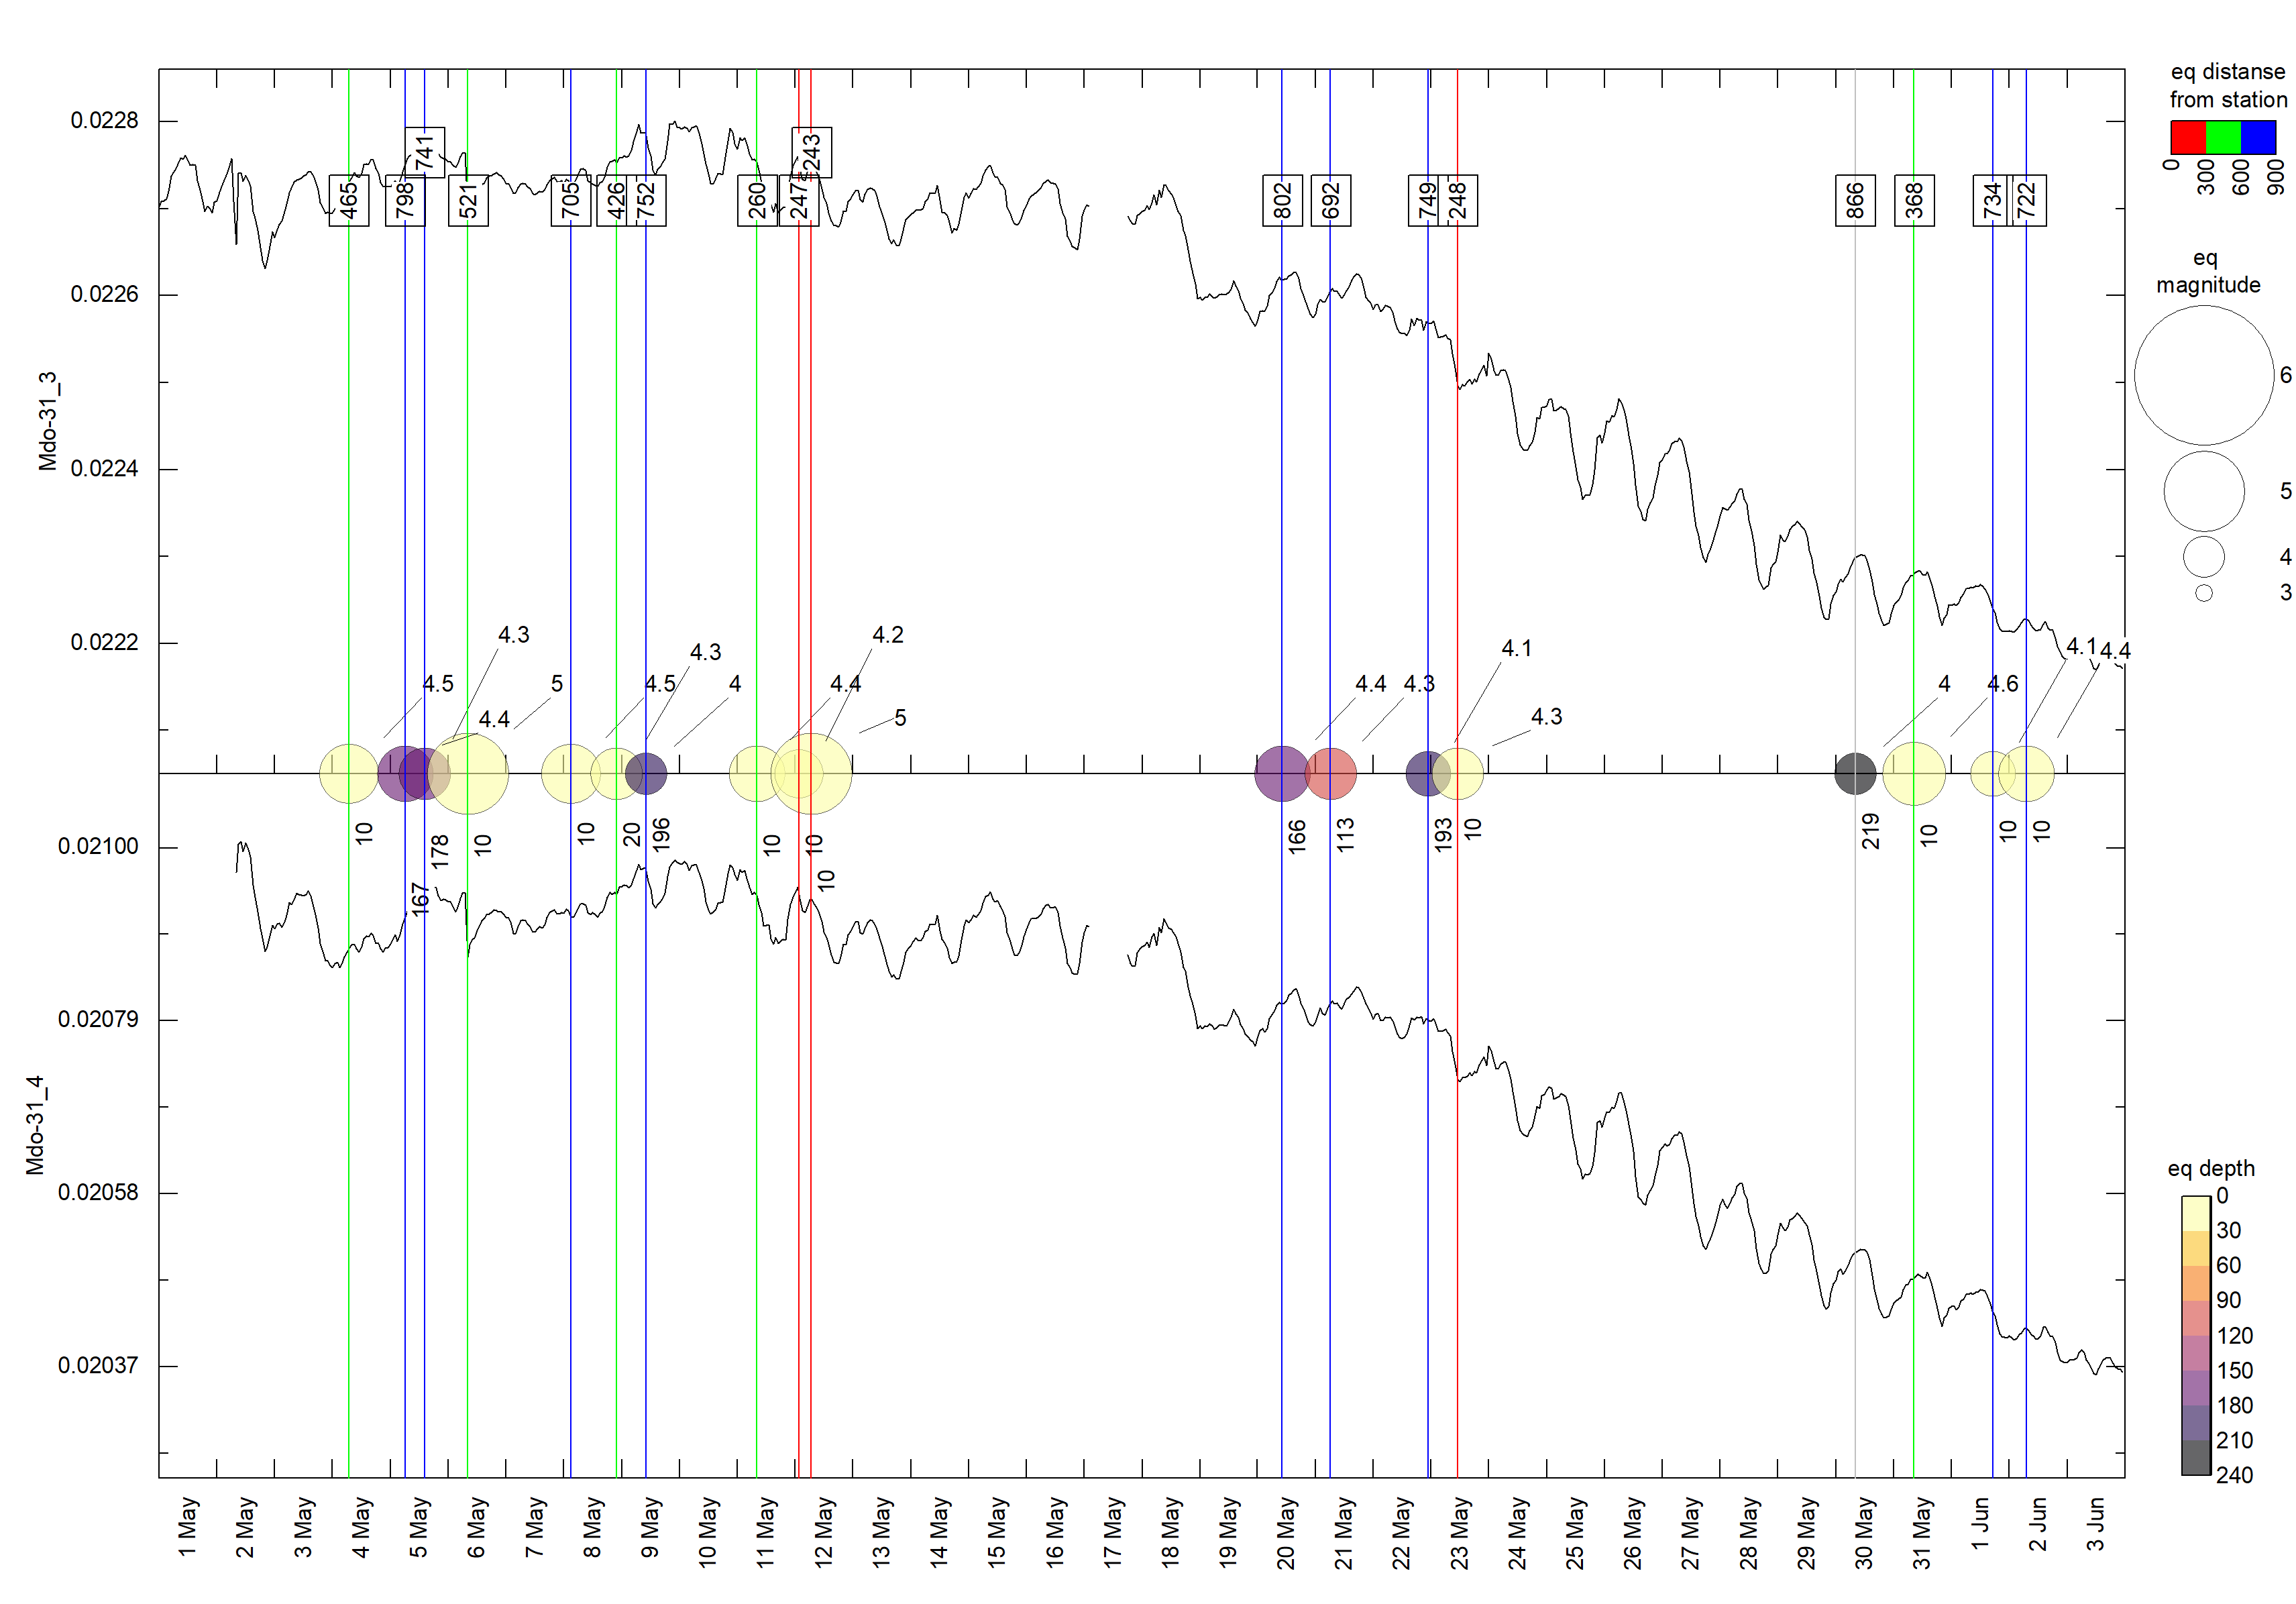 eq distanse
from station
0
300
600
900
eq
magnitude
6
5
4
3
0.0228
0.0226
0.0224
0.0222
Mdo-31_3
741
243
465
798
521
705
426
752
260
247
802
692
749
248
866
368
734
722
4.3
4.3
4.2
4.1
4.1
4.4
4.5
4.4
5
4.5
4
4.4
5
4.4
4.3
4.3
4
4.6
10
167
178
10
10
20
196
10
10
10
166
113
193
10
219
10
10
10
0.02100
0.02079
0.02058
0.02037
Mdo-31_4
eq depth
0
30
60
90
120
150
180
210
240
1 May
2 May
3 May
4 May
5 May
6 May
7 May
8 May
9 May
10 May
11 May
12 May
13 May
14 May
15 May
16 May
17 May
18 May
19 May
20 May
21 May
22 May
23 May
24 May
25 May
26 May
27 May
28 May
29 May
30 May
31 May
1 Jun
2 Jun
3 Jun